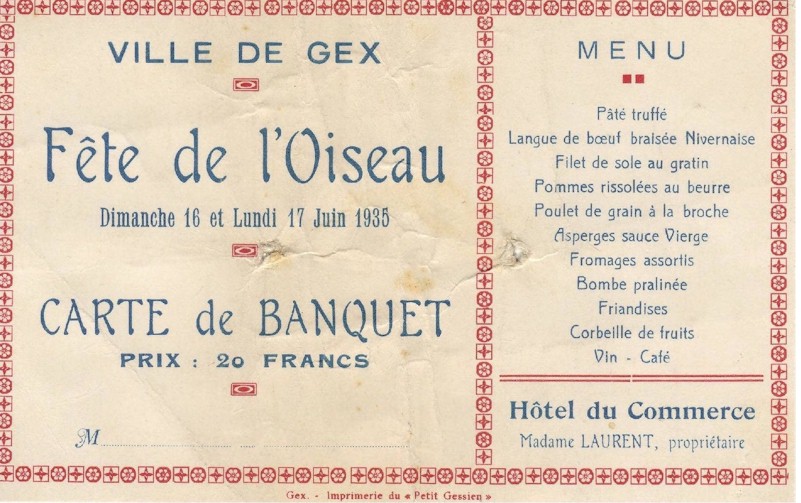 VILLE DE GEX
Fête de l'Oiseau
Dimanche 16 et Lundi 17 Juin 1935
CARTE de BANQUET
PRIX : 20 FRANCS
M
MENU
Pâté truffé
Langue de bœuf braisée Nivernaise
Filet de sole au gratin
Pommes rissolées au beurre
Poulet de grain à la broche
Asperges sauce Vierge
Fromages assortis
Bombe pralinée
Friandises
Corbeille de fruits
Vin - Café
Hôtel du Commerce
Madame LAURENT, propriétaire
Gex. - Imprimerie du « Petit Gessien »